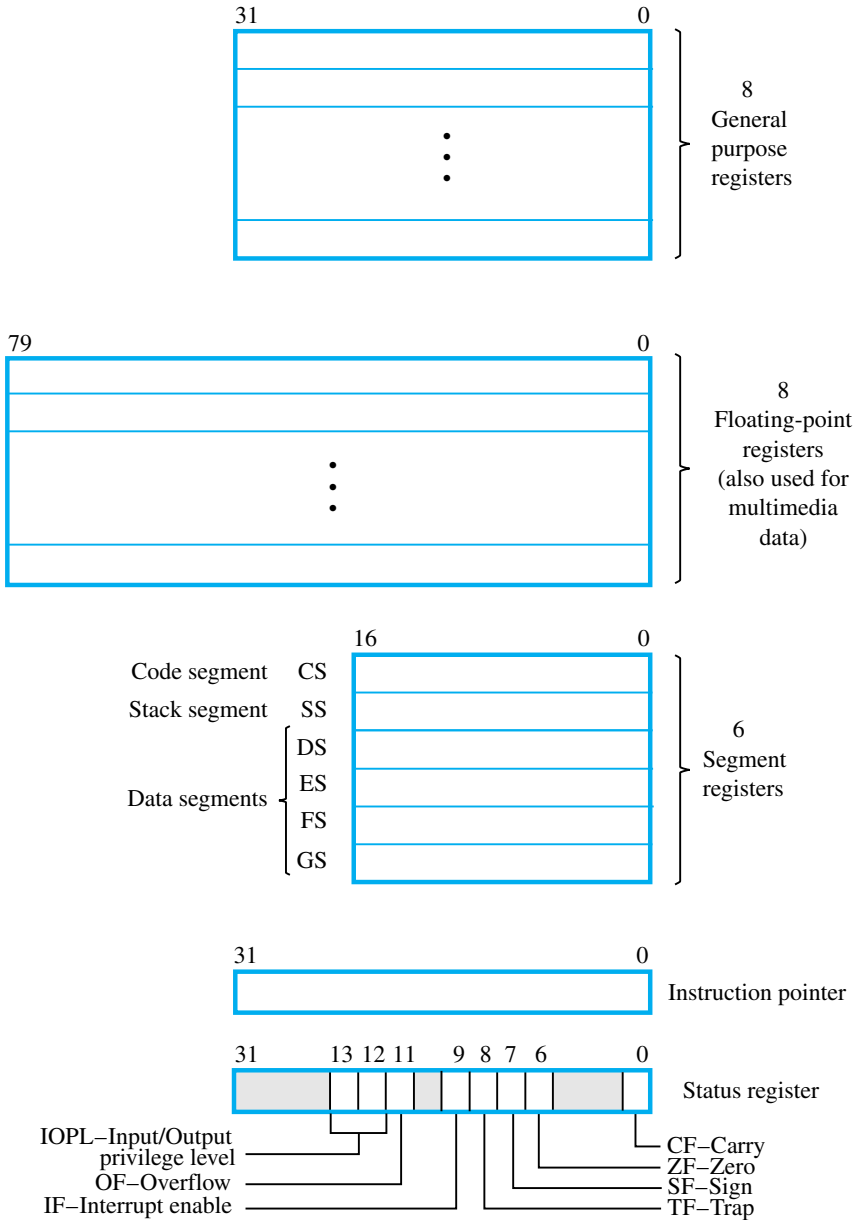 31 0
8
General
purpose
registers
79 0
8
Floating-point
registers
(also used for
multimedia
data)
16 0
Code segment CS
Stack segment SS
DS
ES
Data segments
FS
GS
6
Segment
registers
31 0
Instruction pointer
31 13 12 11 9 8 7 6 0
Status register
IOPL–Input/Output
privilege level
OF–Overflow
IF–Interrupt enable
CF–Carry
ZF–Zero
SF–Sign
TF–Trap